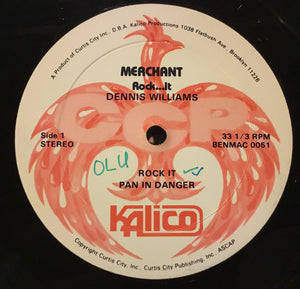 A Product of Curtis City Inc., D.B.A. Kalico Productions 1038 Flatbush Ave., Brooklyn 11226
MERCHANT
Rock...It
DENNIS WILLIAMS
CCP
Side 1
STEREO
33 1/3 RPM
BENMAC 0051
OLU
ROCK IT
PAN IN DANGER
KALICO
Copyright Curtis City, Inc., Curtis City Publishing, Inc. - ASCAP